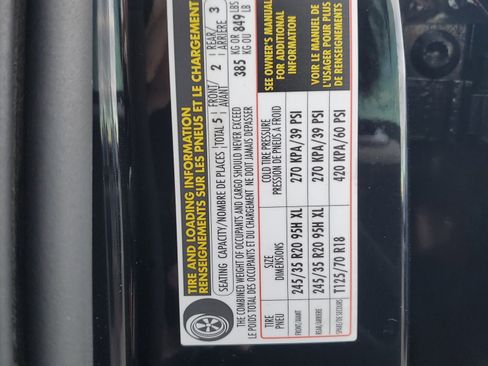 TIRE AND LOADING INFORMATION
RENSEIGNEMENTS SUR LES PNEUS ET LE CHARGEMENT
SEATING CAPACITY/NOMBRE DE PLACES TOTAL 5 FRONT/AVANT 2 REAR/ARRIÈRE 3
THE COMBINED WEIGHT OF OCCUPANTS AND CARGO SHOULD NEVER EXCEED 385 KG OR 849 LBS
LE POIDS TOTAL DES OCCUPANTS ET DU CHARGEMENT NE DOIT JAMAIS DÉPASSER KG OU LB
TIRE SIZE COLD TIRE PRESSURE
PNEU DIMENSIONS PRESSION DE PNEUS À FROID
FRONT/AVANT 245/35 R20 95H XL 270 KPA/39 PSI
REAR/ARRIÈRE 245/35 R20 95H XL 270 KPA/39 PSI
SPARE/DE SECOURS T125/70 R18 420 KPA/60 PSI
SEE OWNER'S MANUAL
FOR ADDITIONAL
INFORMATION
VOIR LE MANUEL DE
L'USAGER POUR PLUS
DE RENSEIGNEMENTS